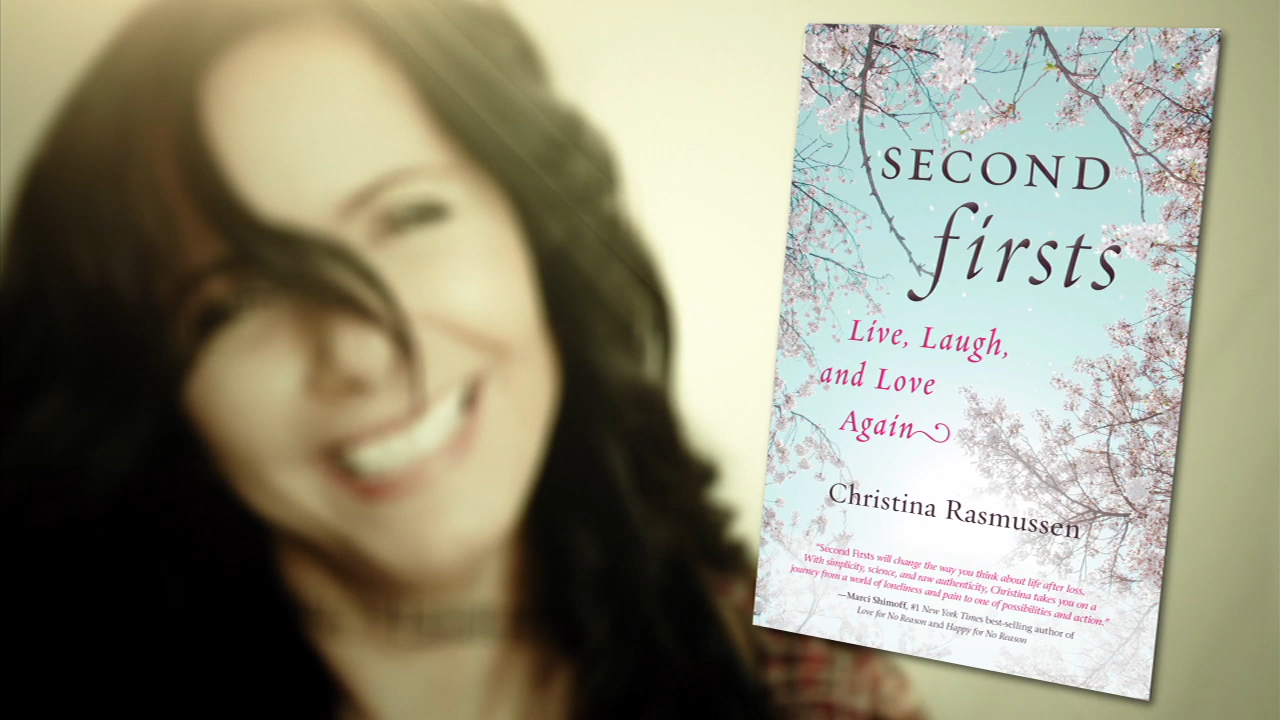 SECOND
firsts
Live, Laugh,
and Love
Again
Christina Rasmussen
"Second Firsts will change the way you think about life after loss.
With simplicity, science, and raw authenticity, Christina takes you on a
journey from a world of loneliness and pain to one of possibilities and action."
—Marci Shimoff, #1 New York Times best-selling author of
Love for No Reason and Happy for No Reason